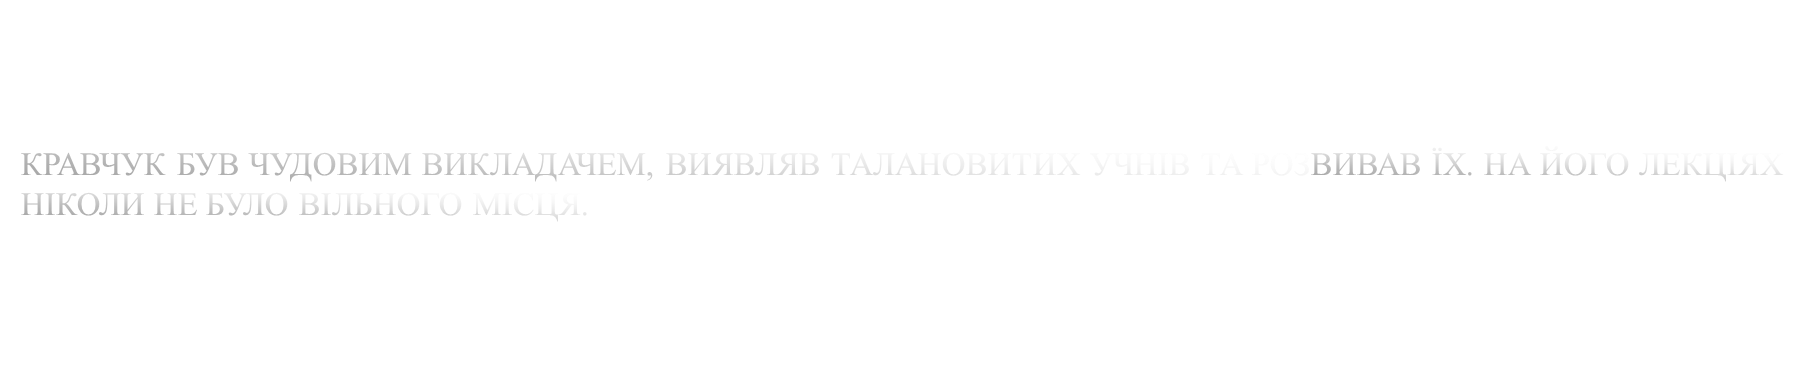 КРАВЧУК БУВ ЧУДОВИМ ВИКЛАДАЧЕМ, ВИЯВЛЯВ ТАЛАНОВИТИХ УЧНІВ ТА РОЗВИВАВ ЇХ. НА ЙОГО ЛЕКЦІЯХ
НІКОЛИ НЕ БУЛО ВІЛЬНОГО МІСЦЯ.